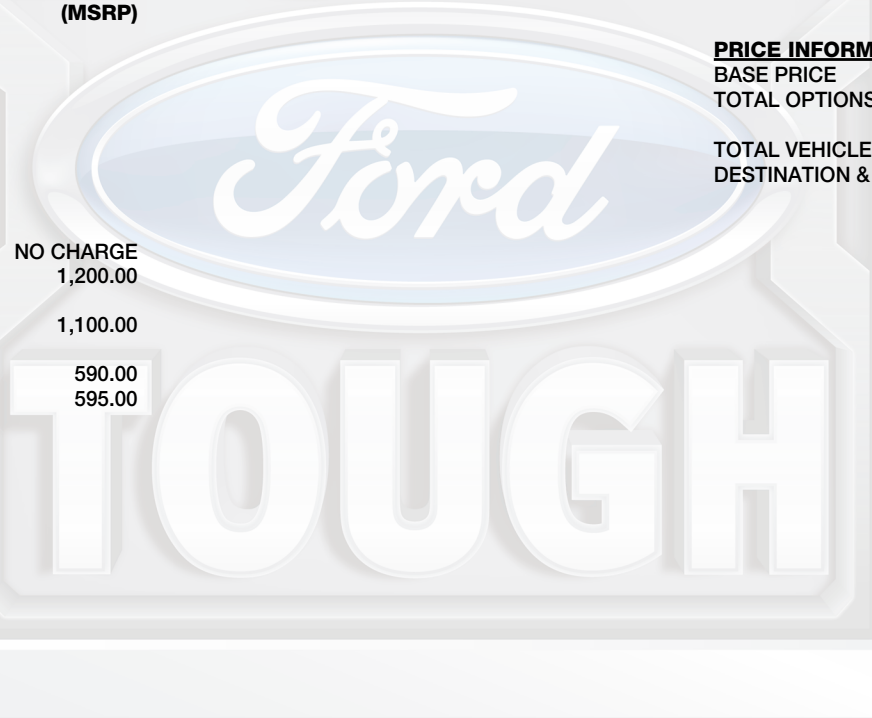 (MSRP)
PRICE INFORM
BASE PRICE
TOTAL OPTIONS
TOTAL VEHICLE
DESTINATION &
NO CHARGE
1,200.00
1,100.00
590.00
595.00
Ford
TOUGH